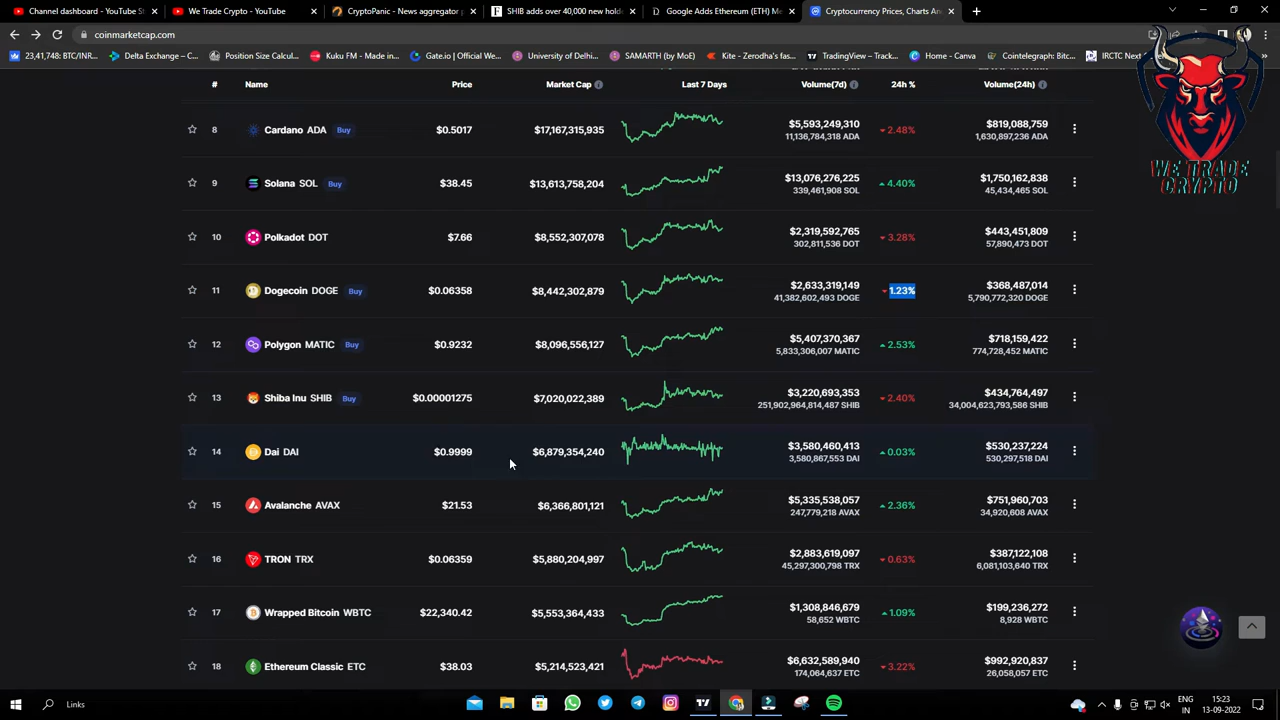 Channel dashboard - YouTube St
We Trade Crypto - YouTube
CryptoPanic - News aggregator p
SHIB adds over 40,000 new holde
Google Adds Ethereum (ETH) Me
Cryptocurrency Prices, Charts An
coinmarketcap.com
23,41,748: BTC/INR...
Delta Exchange - C...
Position Size Calcul...
Kuku FM - Made in...
Gate.io | Official We...
University of Delhi...
SAMARTH (by MoE)
Kite - Zerodha's fas...
TradingView – Track...
Home - Canva
Cointelegraph: Bitc...
IRCTC Next
# Name Price Market Cap Last 7 Days Volume(7d) 24h % Volume(24h)
8 Cardano ADA Buy $0.5017 $17,167,315,935 $5,593,249,310 2.48% $819,088,759
11,136,784,318 ADA 1,630,897,236 ADA
9 Solana SOL Buy $38.45 $13,613,758,204 $13,076,276,225 4.40% $1,750,162,838
339,461,908 SOL 45,434,465 SOL
10 Polkadot DOT $7.66 $8,552,307,078 $2,319,592,765 3.28% $443,451,809
302,811,536 DOT 57,890,473 DOT
11 Dogecoin DOGE Buy $0.06358 $8,442,302,879 $2,633,319,149 1.23% $368,487,014
41,382,602,493 DOGE 5,790,772,320 DOGE
12 Polygon MATIC Buy $0.9232 $8,096,556,127 $5,407,370,367 2.53% $718,159,422
5,833,306,007 MATIC 774,728,452 MATIC
13 Shiba Inu SHIB Buy $0.00001275 $7,020,022,389 $3,220,693,353 2.40% $434,764,497
251,902,964,814,487 SHIB 34,004,623,793,586 SHIB
14 Dai DAI $0.9999 $6,879,354,240 $3,580,460,413 0.03% $530,237,224
3,580,867,553 DAI 530,297,518 DAI
15 Avalanche AVAX $21.53 $6,366,801,121 $5,335,538,057 2.36% $751,960,703
247,779,218 AVAX 34,920,608 AVAX
16 TRON TRX $0.06359 $5,880,204,997 $2,883,619,097 0.63% $387,122,108
45,297,300,798 TRX 6,081,103,640 TRX
17 Wrapped Bitcoin WBTC $22,340.42 $5,553,364,433 $1,308,846,679 1.09% $199,236,272
58,652 WBTC 8,928 WBTC
18 Ethereum Classic ETC $38.03 $5,214,523,421 $6,632,589,940 3.22% $992,920,837
174,064,637 ETC 26,058,057 ETC
WE TRADE
CRYPTO
Links
ENG
IN
15:23
13-09-2022